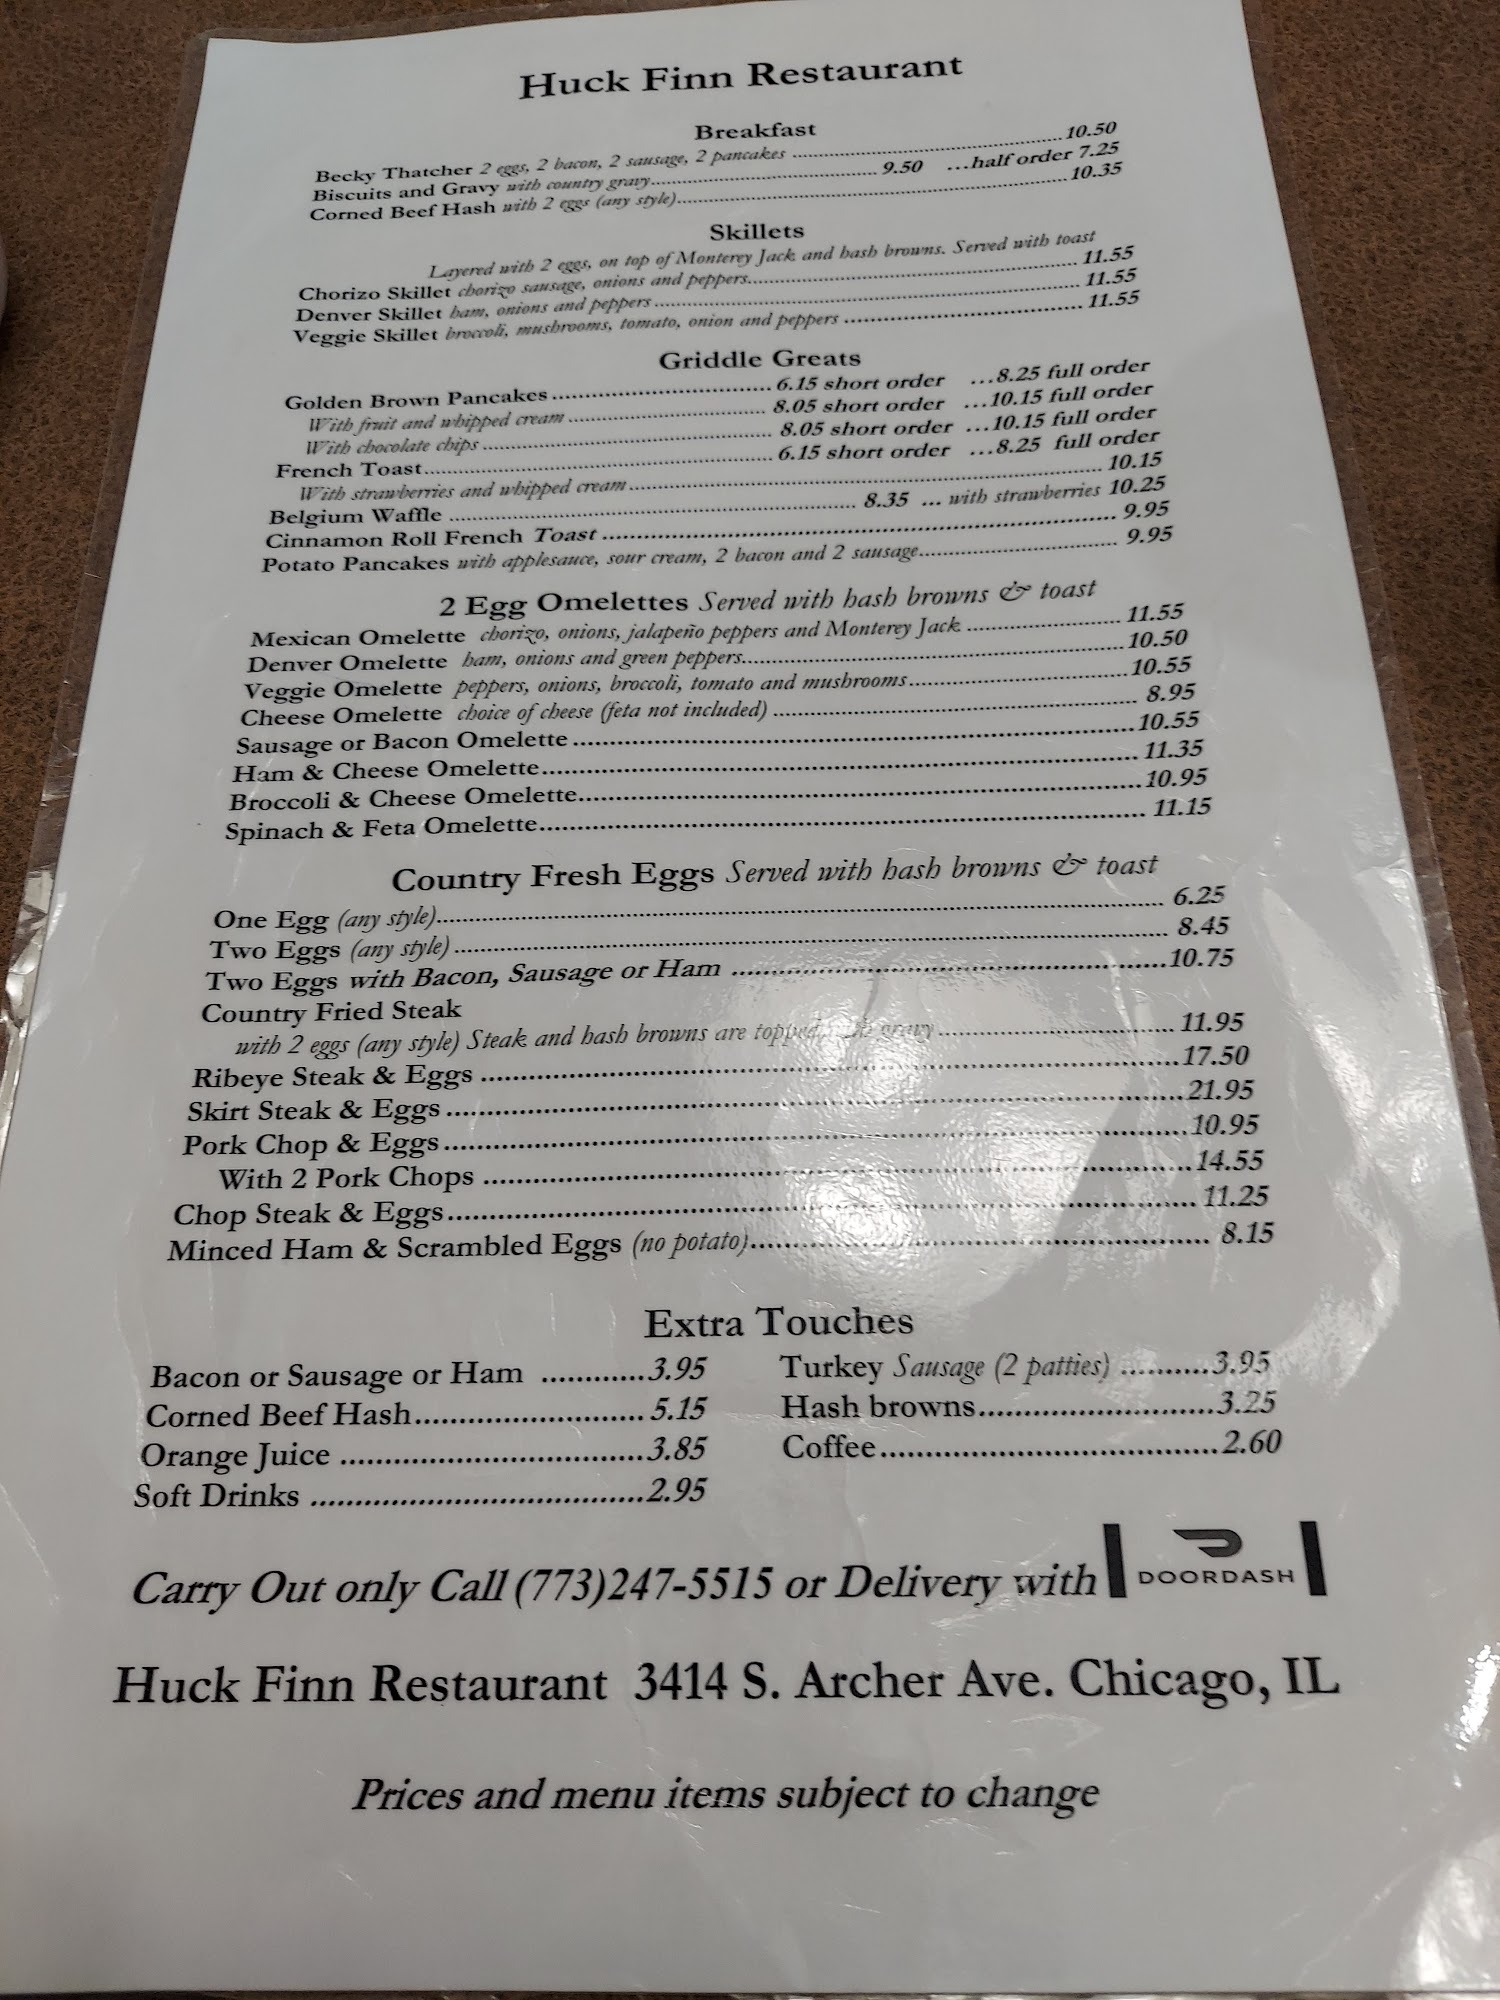 Huck Finn Restaurant
Breakfast
Becky Thatcher 2 eggs, 2 bacon, 2 sausage, 2 pancakes ........ 10.50
Biscuits and Gravy with country gravy........ 9.50 ...half order 7.25
Corned Beef Hash with 2 eggs (any style)........ 10.35
Skillets
Layered with 2 eggs, on top of Monterey Jack and hash browns. Served with toast
Chorizo Skillet chorizo sausage, onions and peppers........ 11.55
Denver Skillet ham, onions and peppers ........ 11.55
Veggie Skillet broccoli, mushrooms, tomato, onion and peppers ........ 11.55
Griddle Greats
Golden Brown Pancakes ........ 6.15 short order ...8.25 full order
With fruit and whipped cream ........ 8.05 short order ...10.15 full order
With chocolate chips ........ 8.05 short order ...10.15 full order
French Toast........ 6.15 short order ...8.25 full order
With strawberries and whipped cream ........ 10.15
Belgium Waffle ........ 8.35 ... with strawberries 10.25
Cinnamon Roll French Toast ........ 9.95
Potato Pancakes with applesauce, sour cream, 2 bacon and 2 sausage........ 9.95
2 Egg Omelettes Served with hash browns & toast
Mexican Omelette chorizo, onions, jalapeño peppers and Monterey Jack ........ 11.55
Denver Omelette ham, onions and green peppers........ 10.50
Veggie Omelette peppers, onions, broccoli, tomato and mushrooms........ 10.55
Cheese Omelette choice of cheese (feta not included) ........ 8.95
Sausage or Bacon Omelette ........ 10.55
Ham & Cheese Omelette........ 11.35
Broccoli & Cheese Omelette........ 10.95
Spinach & Feta Omelette........ 11.15
Country Fresh Eggs Served with hash browns & toast
One Egg (any style)........ 6.25
Two Eggs (any style) ........ 8.45
Two Eggs with Bacon, Sausage or Ham ........ 10.75
Country Fried Steak
with 2 eggs (any style) Steak and hash browns are topped gravy ........ 11.95
Ribeye Steak & Eggs ........ 17.50
Skirt Steak & Eggs ........ 21.95
Pork Chop & Eggs ........ 10.95
With 2 Pork Chops ........ 14.55
Chop Steak & Eggs........ 11.25
Minced Ham & Scrambled Eggs (no potato)........ 8.15
Extra Touches
Bacon or Sausage or Ham ........ 3.95
Corned Beef Hash........ 5.15
Orange Juice ........ 3.85
Soft Drinks ........ 2.95
Turkey Sausage (2 patties) ........ 3.95
Hash browns........ 3.25
Coffee........ 2.60
Carry Out only Call (773)247-5515 or Delivery with DOORDASH
Huck Finn Restaurant 3414 S. Archer Ave. Chicago, IL
Prices and menu items subject to change